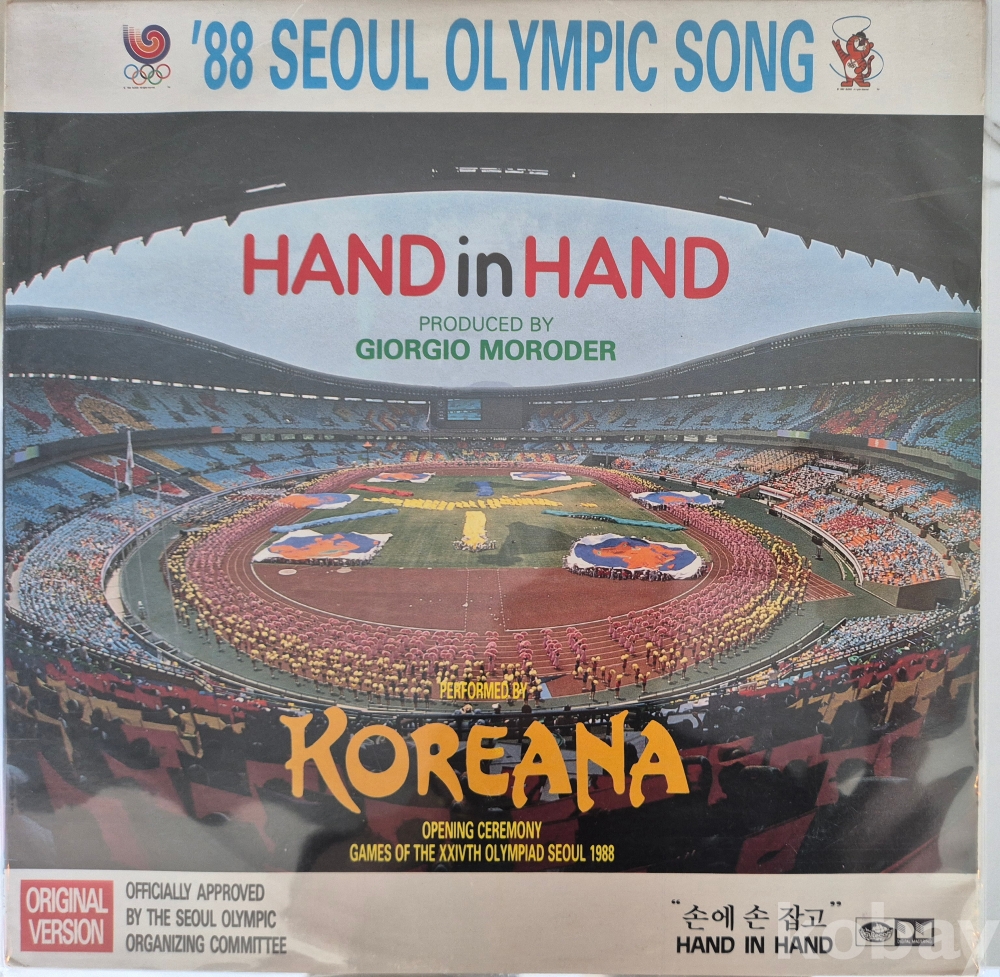 '88 SEOUL OLYMPIC SONG
HAND in HAND
PRODUCED BY
GIORGIO MORODER
PERFORMED BY
KOREANA
OPENING CEREMONY
GAMES OF THE XXIVTH OLYMPIAD SEOUL 1988
ORIGINAL
VERSION
OFFICIALLY APPROVED
BY THE SEOUL OLYMPIC
ORGANIZING COMMITTEE
"손에 손 잡고"
HAND IN HAND
kobay